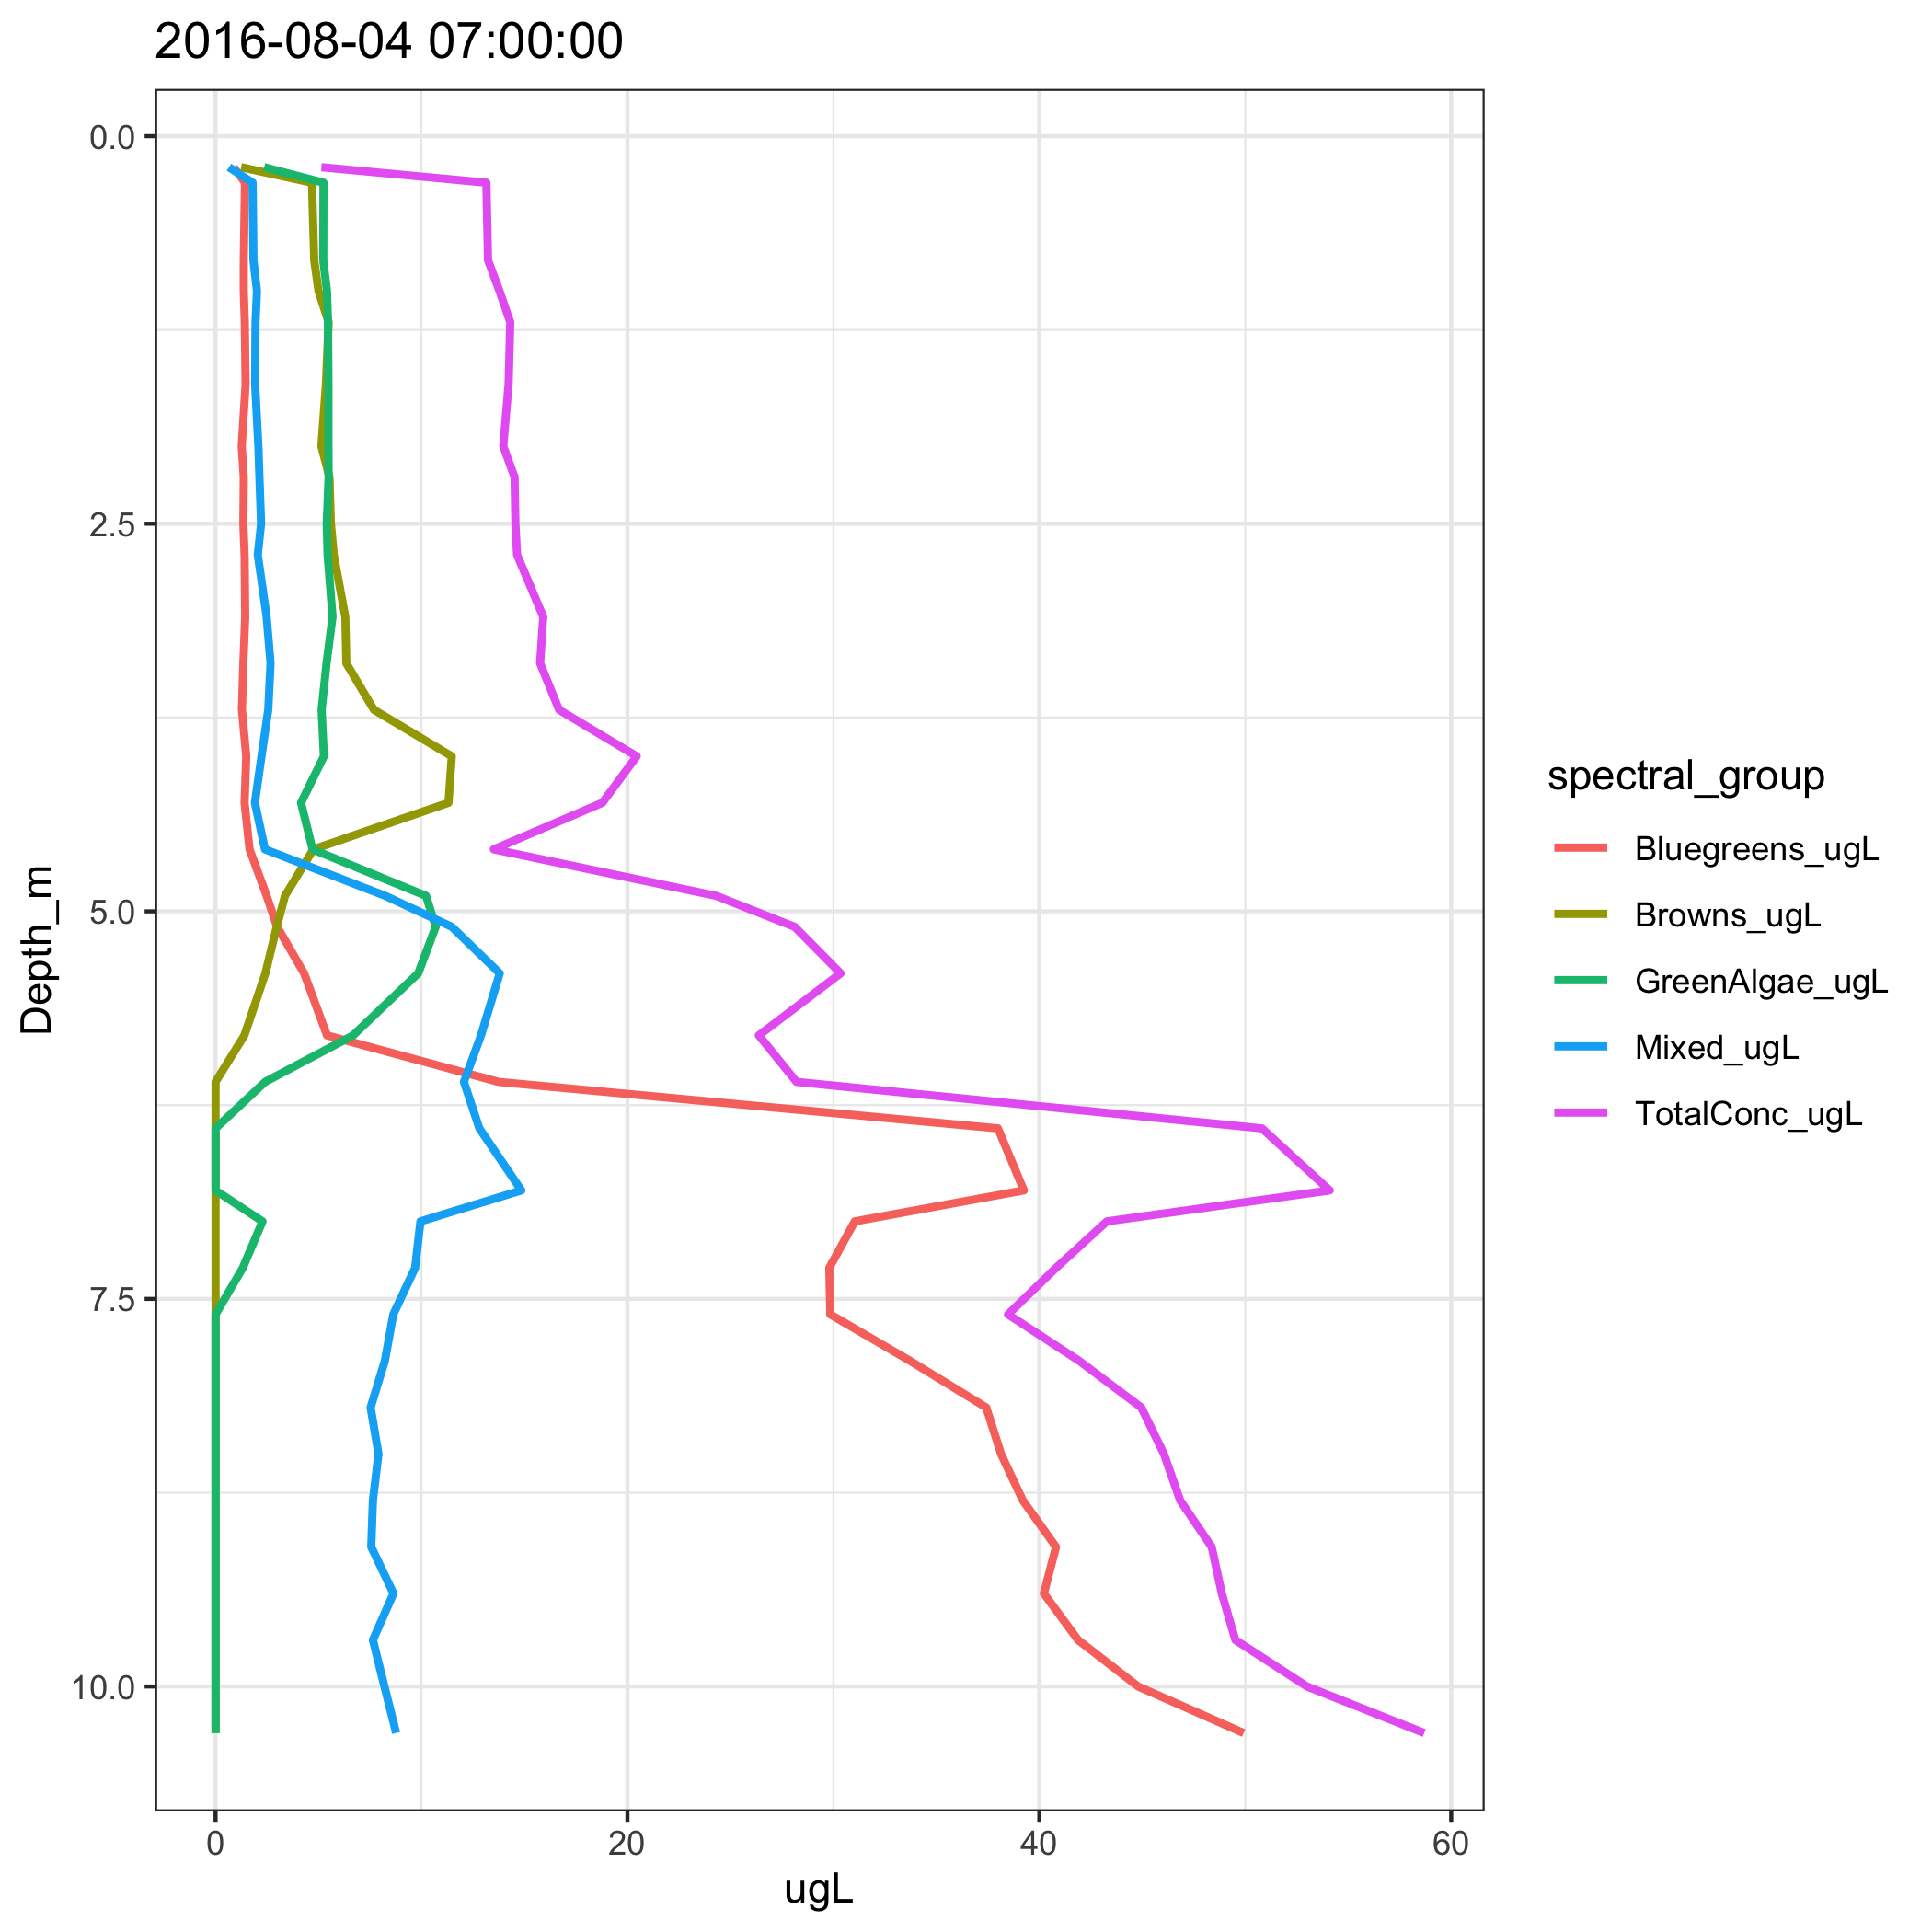 2016-08-04 07:00:00
0.0
2.5
5.0
7.5
10.0
Depth_m
0 20 40 60
ugL
spectral_group
Bluegreens_ugL
Browns_ugL
GreenAlgae_ugL
Mixed_ugL
TotalConc_ugL